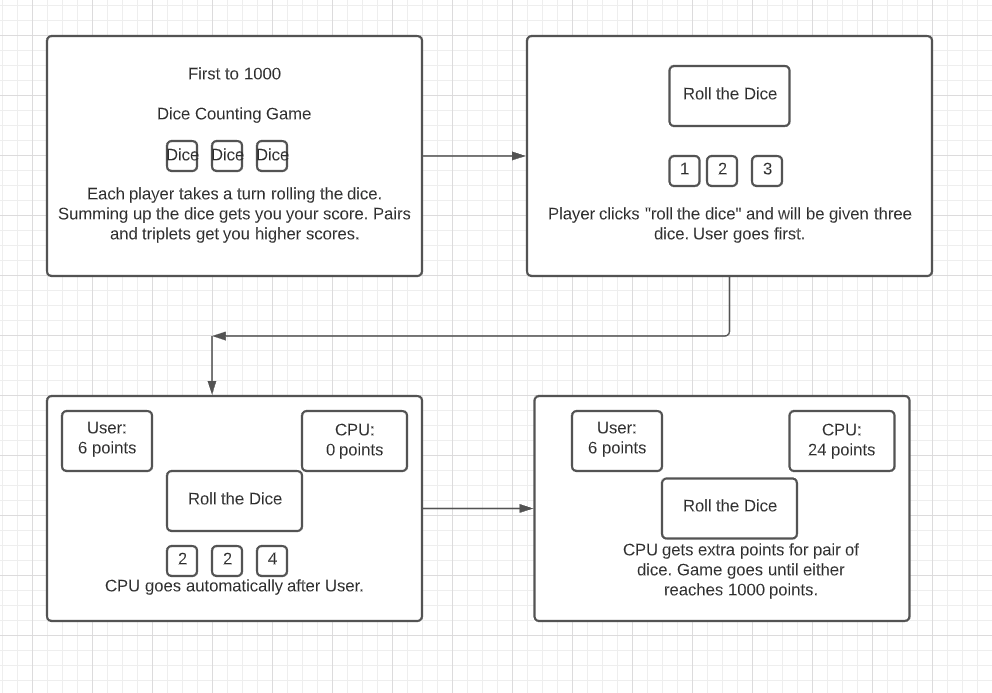 First to 1000
Dice Counting Game
Dice Dice Dice
Each player takes a turn rolling the dice.
Summing up the dice gets you your score. Pairs
and triplets get you higher scores.
Roll the Dice
1 2 3
Player clicks "roll the dice" and will be given three
dice. User goes first.
User:
6 points
CPU:
0 points
Roll the Dice
2 2 4
CPU goes automatically after User.
User:
6 points
CPU:
24 points
Roll the Dice
CPU gets extra points for pair of
dice. Game goes until either
reaches 1000 points.